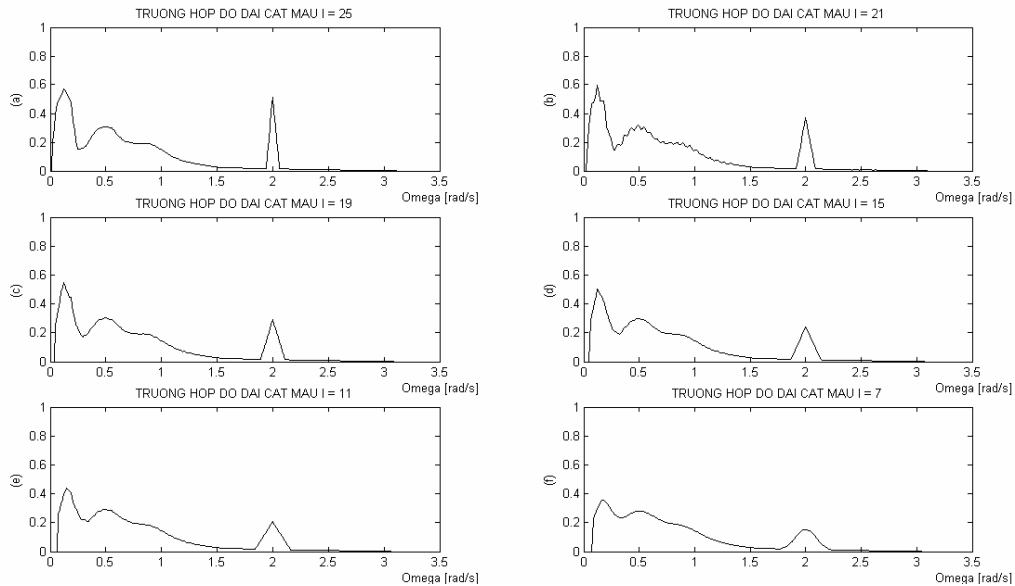 TRUONG HOP DO DAI CAT MAU I = 25
1
0.8
0.6
0.4
0.2
0
(a)
0 0.5 1 1.5 2 2.5 3 3.5
Omega [rad/s]
TRUONG HOP DO DAI CAT MAU I = 21
1
0.8
0.6
0.4
0.2
0
(b)
0 0.5 1 1.5 2 2.5 3 3.5
Omega [rad/s]
TRUONG HOP DO DAI CAT MAU I = 19
1
0.8
0.6
0.4
0.2
0
(c)
0 0.5 1 1.5 2 2.5 3 3.5
Omega [rad/s]
TRUONG HOP DO DAI CAT MAU I = 15
1
0.8
0.6
0.4
0.2
0
(d)
0 0.5 1 1.5 2 2.5 3 3.5
Omega [rad/s]
TRUONG HOP DO DAI CAT MAU I = 11
1
0.8
0.6
0.4
0.2
0
(e)
0 0.5 1 1.5 2 2.5 3 3.5
Omega [rad/s]
TRUONG HOP DO DAI CAT MAU I = 7
1
0.8
0.6
0.4
0.2
0
(f)
0 0.5 1 1.5 2 2.5 3 3.5
Omega [rad/s]